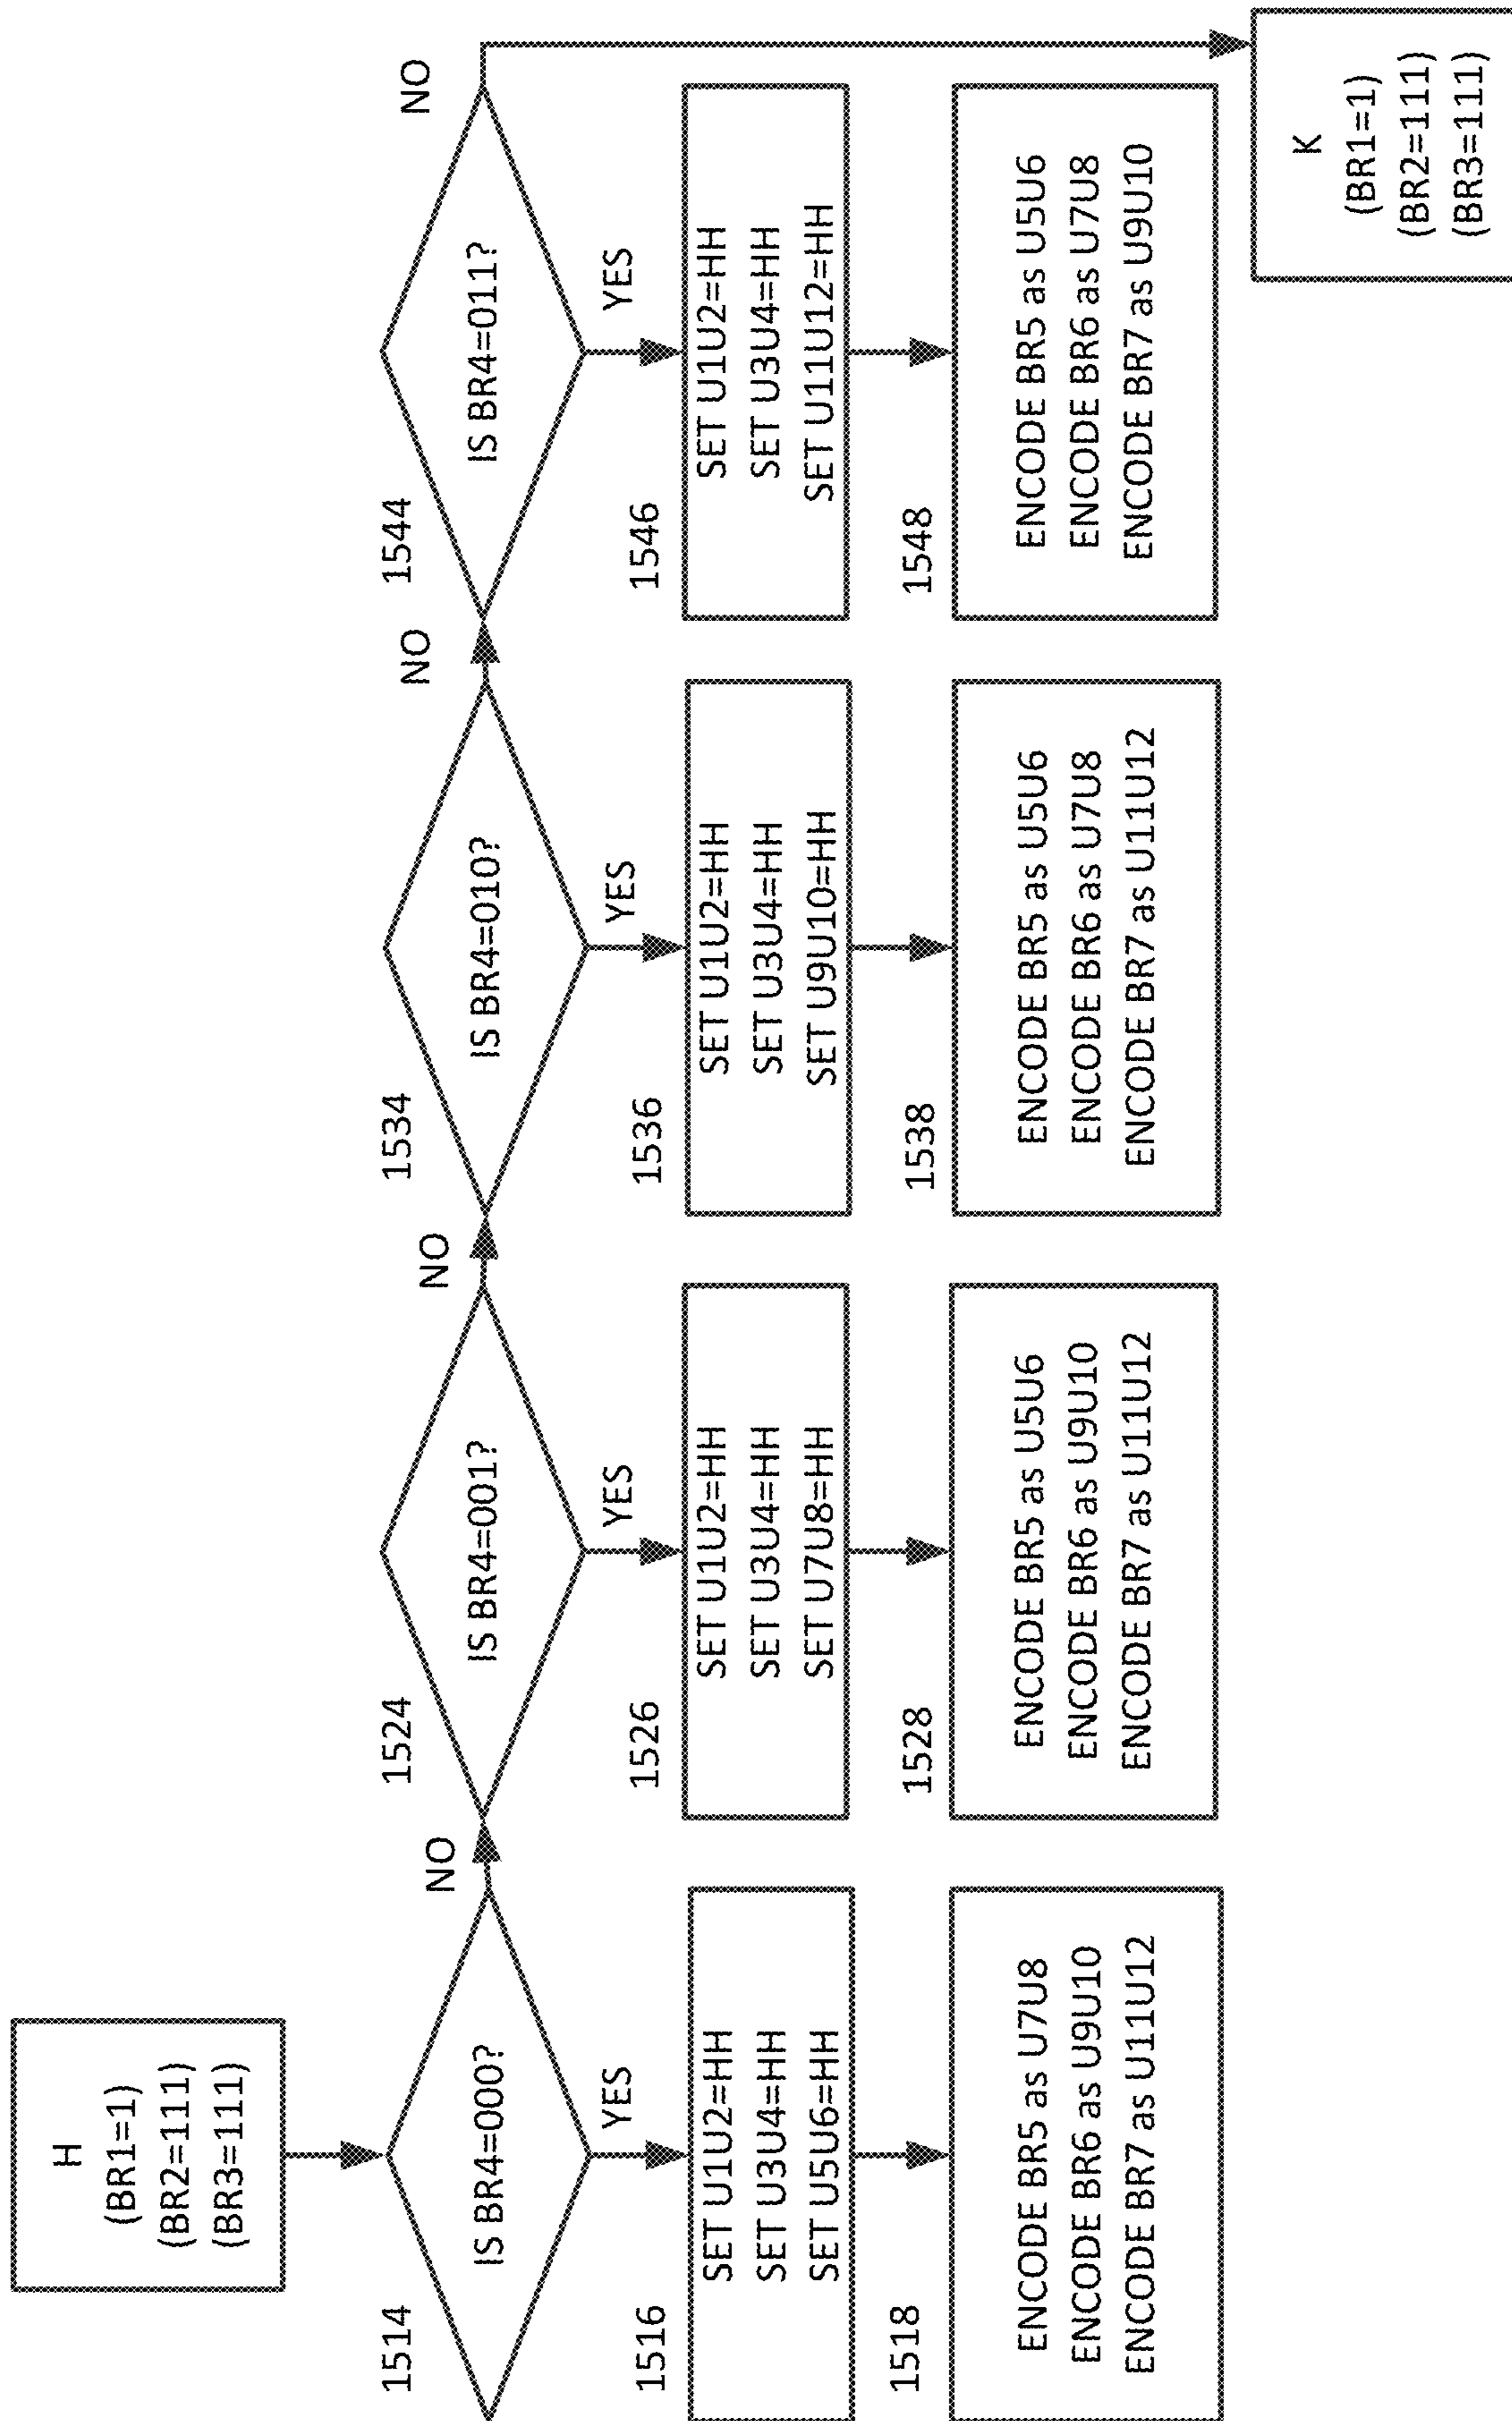 H
(BR1=1)
(BR2=111)
(BR3=111)
1514
IS BR4=000?
NO
YES
1516
SET U1U2=HH
SET U3U4=HH
SET U5U6=HH
1518
ENCODE BR5 as U7U8
ENCODE BR6 as U9U10
ENCODE BR7 as U11U12
1524
IS BR4=001?
NO
YES
1526
SET U1U2=HH
SET U3U4=HH
SET U7U8=HH
1528
ENCODE BR5 as U5U6
ENCODE BR6 as U9U10
ENCODE BR7 as U11U12
1534
IS BR4=010?
NO
YES
1536
SET U1U2=HH
SET U3U4=HH
SET U9U10=HH
1538
ENCODE BR5 as U5U6
ENCODE BR6 as U7U8
ENCODE BR7 as U11U12
1544
IS BR4=011?
NO
YES
1546
SET U1U2=HH
SET U3U4=HH
SET U11U12=HH
1548
ENCODE BR5 as U5U6
ENCODE BR6 as U7U8
ENCODE BR7 as U9U10
K
(BR1=1)
(BR2=111)
(BR3=111)